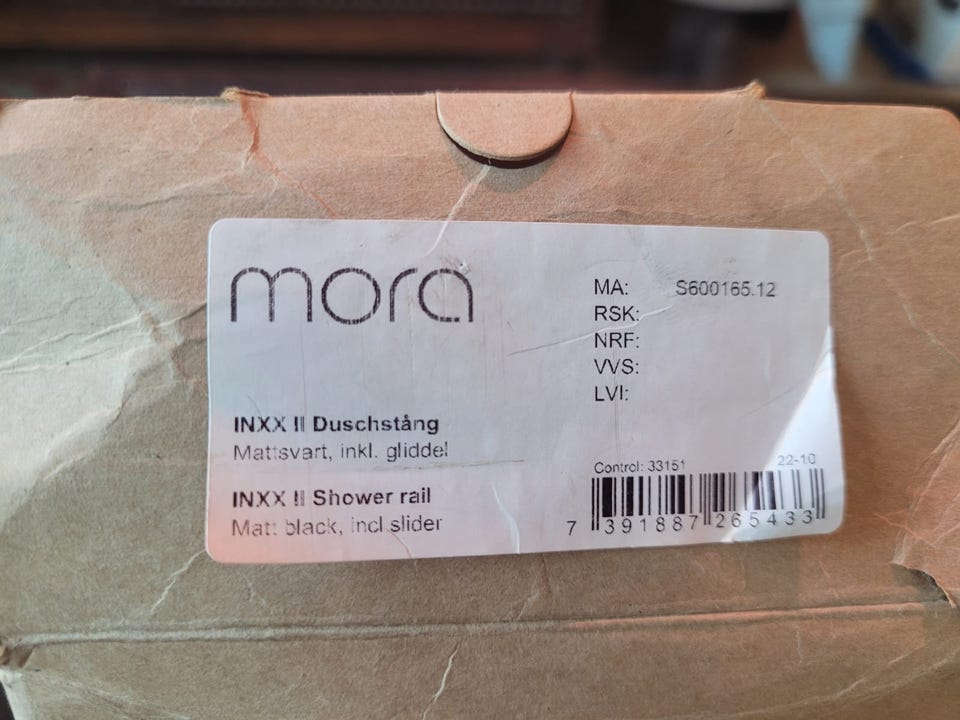 mora
MA: S600165.12
RSK:
NRF:
VVS:
LVI:
INXX II Duschstång
Mattsvart, inkl. gliddel
INXX II Shower rail
Matt black, incl slider
Control: 33151 22-10
7 391887 265433